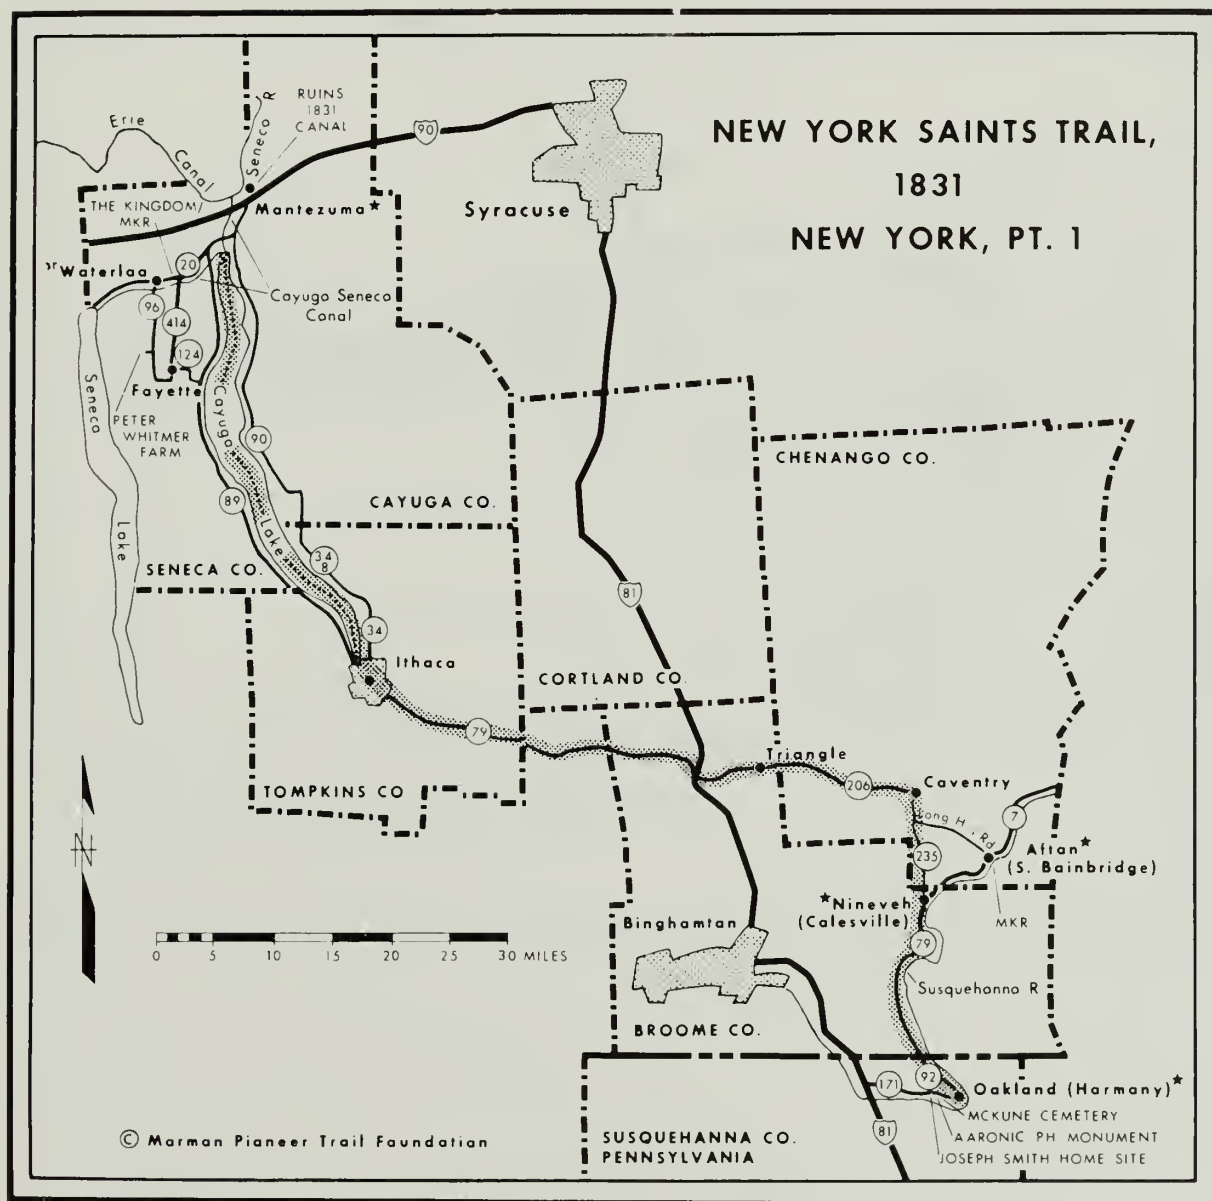 NEW YORK SAINTS TRAIL,
1831
NEW YORK, PT. 1
Erie
Canal
Seneco R
RUINS
1831
CANAL
90
THE KINGDOM/
MKR
Mantezuma★
Syracuse
Waterlaa
20
96
414
124
Cayugo Seneco
Canal
Fayette
PETER
WHITMER
FARM
Seneca
Lake
Cayuga
Lake
90
89
CAYUGA CO.
CHENANGO CO.
SENECA CO.
34
B
34
81
Ithaca
CORTLAND CO.
79
TOMPKINS CO
Triangle
206
Caventry
Long H. Rd
7
235
Aftan★
(S. Bainbridge)
★Nineveh
(Calesville)
MKR
N
Binghamtan
79
Susquehanna R
0 5 10 15 20 25 30 MILES
BROOME CO.
171
92
Oakland (Harmany)★
MCKUNE CEMETERY
AARONIC PH MONUMENT
JOSEPH SMITH HOME SITE
81
SUSQUEHANNA CO.
PENNSYLVANIA
© Marman Pianeer Trail Foundation